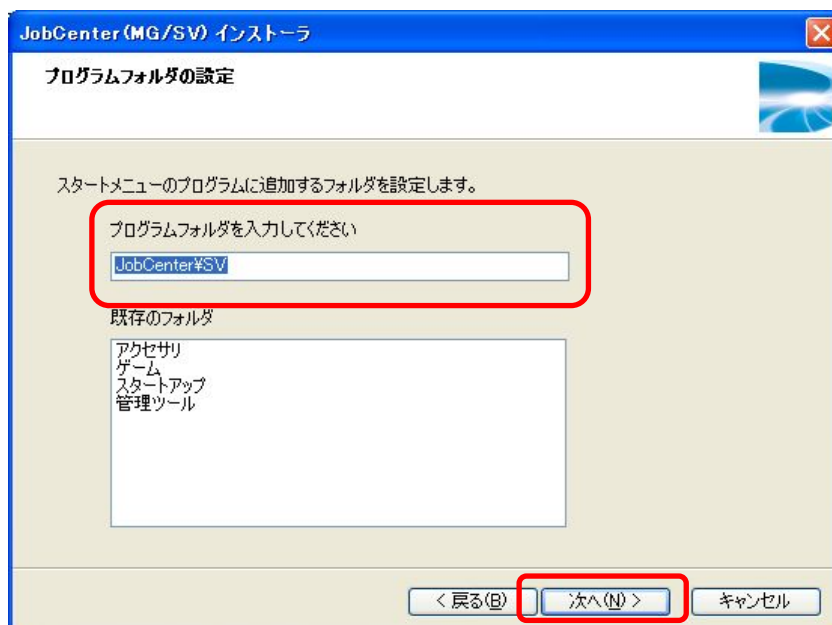 JobCenter(MG/SV) インストーラ
プログラムフォルダの設定
スタートメニューのプログラムに追加するフォルダを設定します。
プログラムフォルダを入力してください
JobCenter¥SV
既存のフォルダ
アクセサリ
ゲーム
スタートアップ
管理ツール
< 戻る(B) 次へ(N) > キャンセル